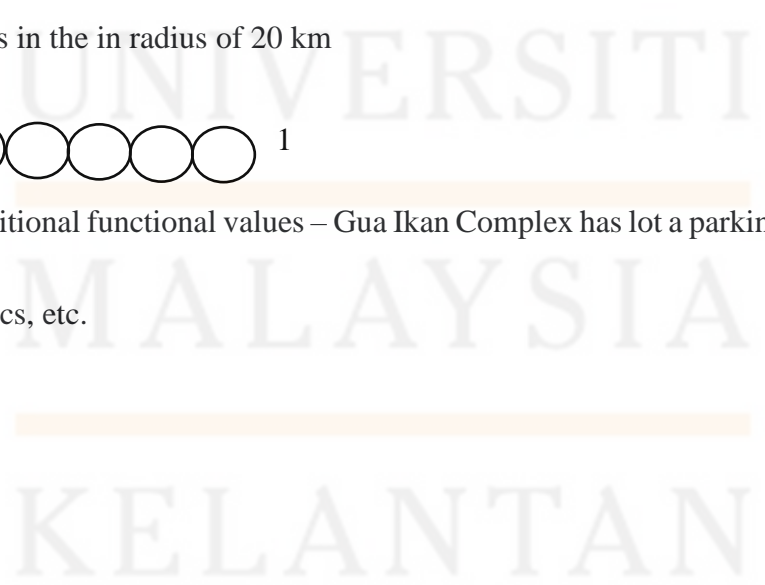 s in the in radius of 20 km
UNIVERSITI
1
itional functional values – Gua Ikan Complex has lot a parkin
MALAYSIA
cs, etc.
KELANTAN